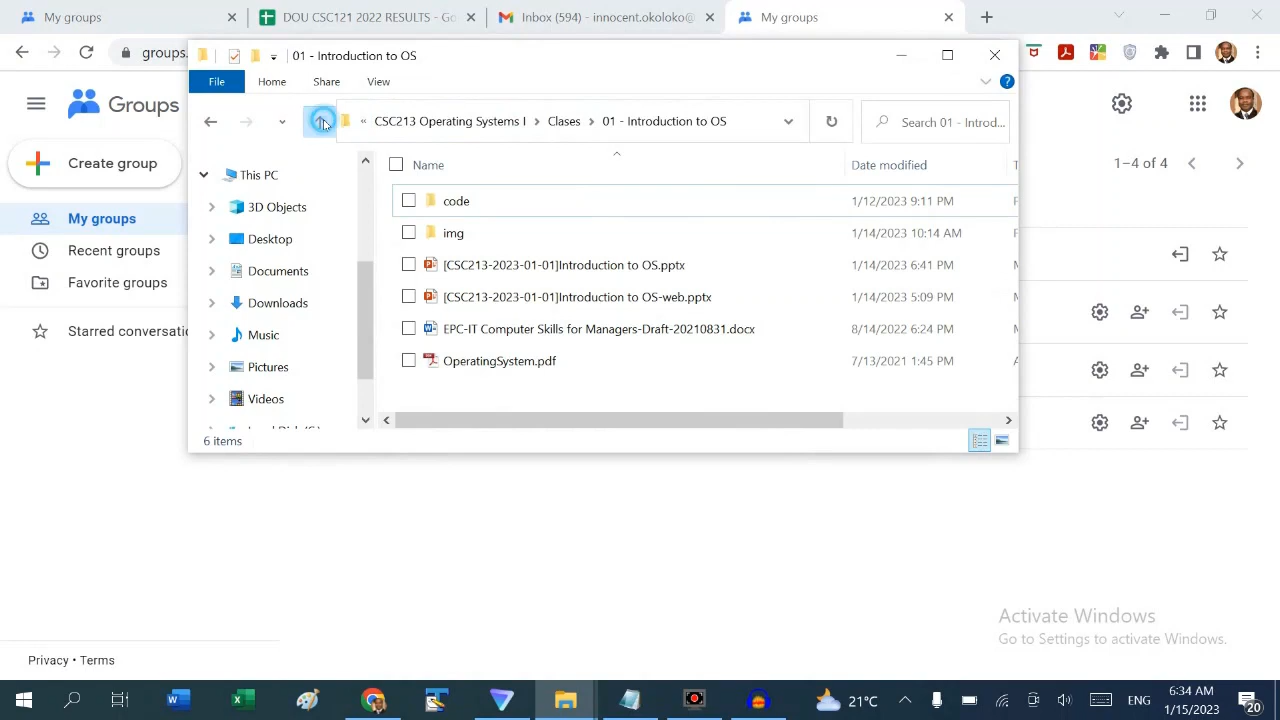 My groups
DOU CSC121 2022 RESULTS - Go
Inbox (594) - innocent.okoloko@
My groups
groups.
01 - Introduction to OS
File
Home
Share
View
« CSC213 Operating Systems I > Clases > 01 - Introduction to OS
Search 01 - Introd...
Groups
Create group
My groups
Recent groups
Favorite groups
Starred conversatic
1–4 of 4
This PC
3D Objects
Desktop
Documents
Downloads
Music
Pictures
Videos
Name
Date modified
code
1/12/2023 9:11 PM
img
1/14/2023 10:14 AM
[CSC213-2023-01-01]Introduction to OS.pptx
1/14/2023 6:41 PM
[CSC213-2023-01-01]Introduction to OS-web.pptx
1/14/2023 5:09 PM
EPC-IT Computer Skills for Managers-Draft-20210831.docx
8/14/2022 6:24 PM
OperatingSystem.pdf
7/13/2021 1:45 PM
6 items
Activate Windows
Go to Settings to activate Windows.
Privacy • Terms
21°C
ENG
6:34 AM
1/15/2023
20